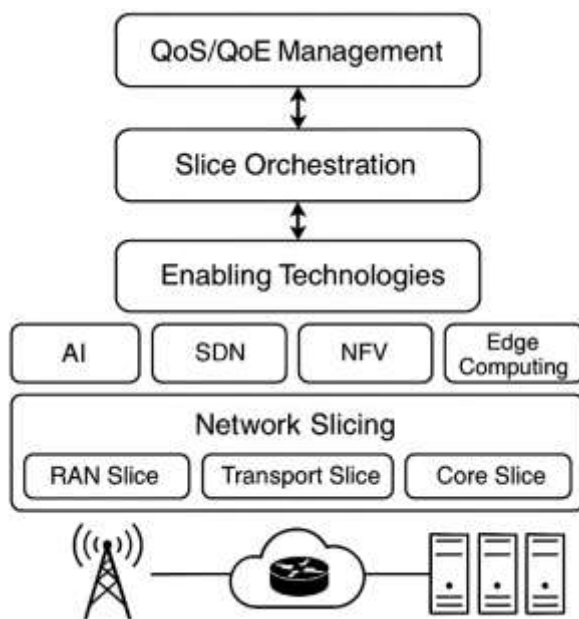 QoS/QoE Management
Slice Orchestration
Enabling Technologies
AI
SDN
NFV
Edge
Computing
Network Slicing
RAN Slice
Transport Slice
Core Slice